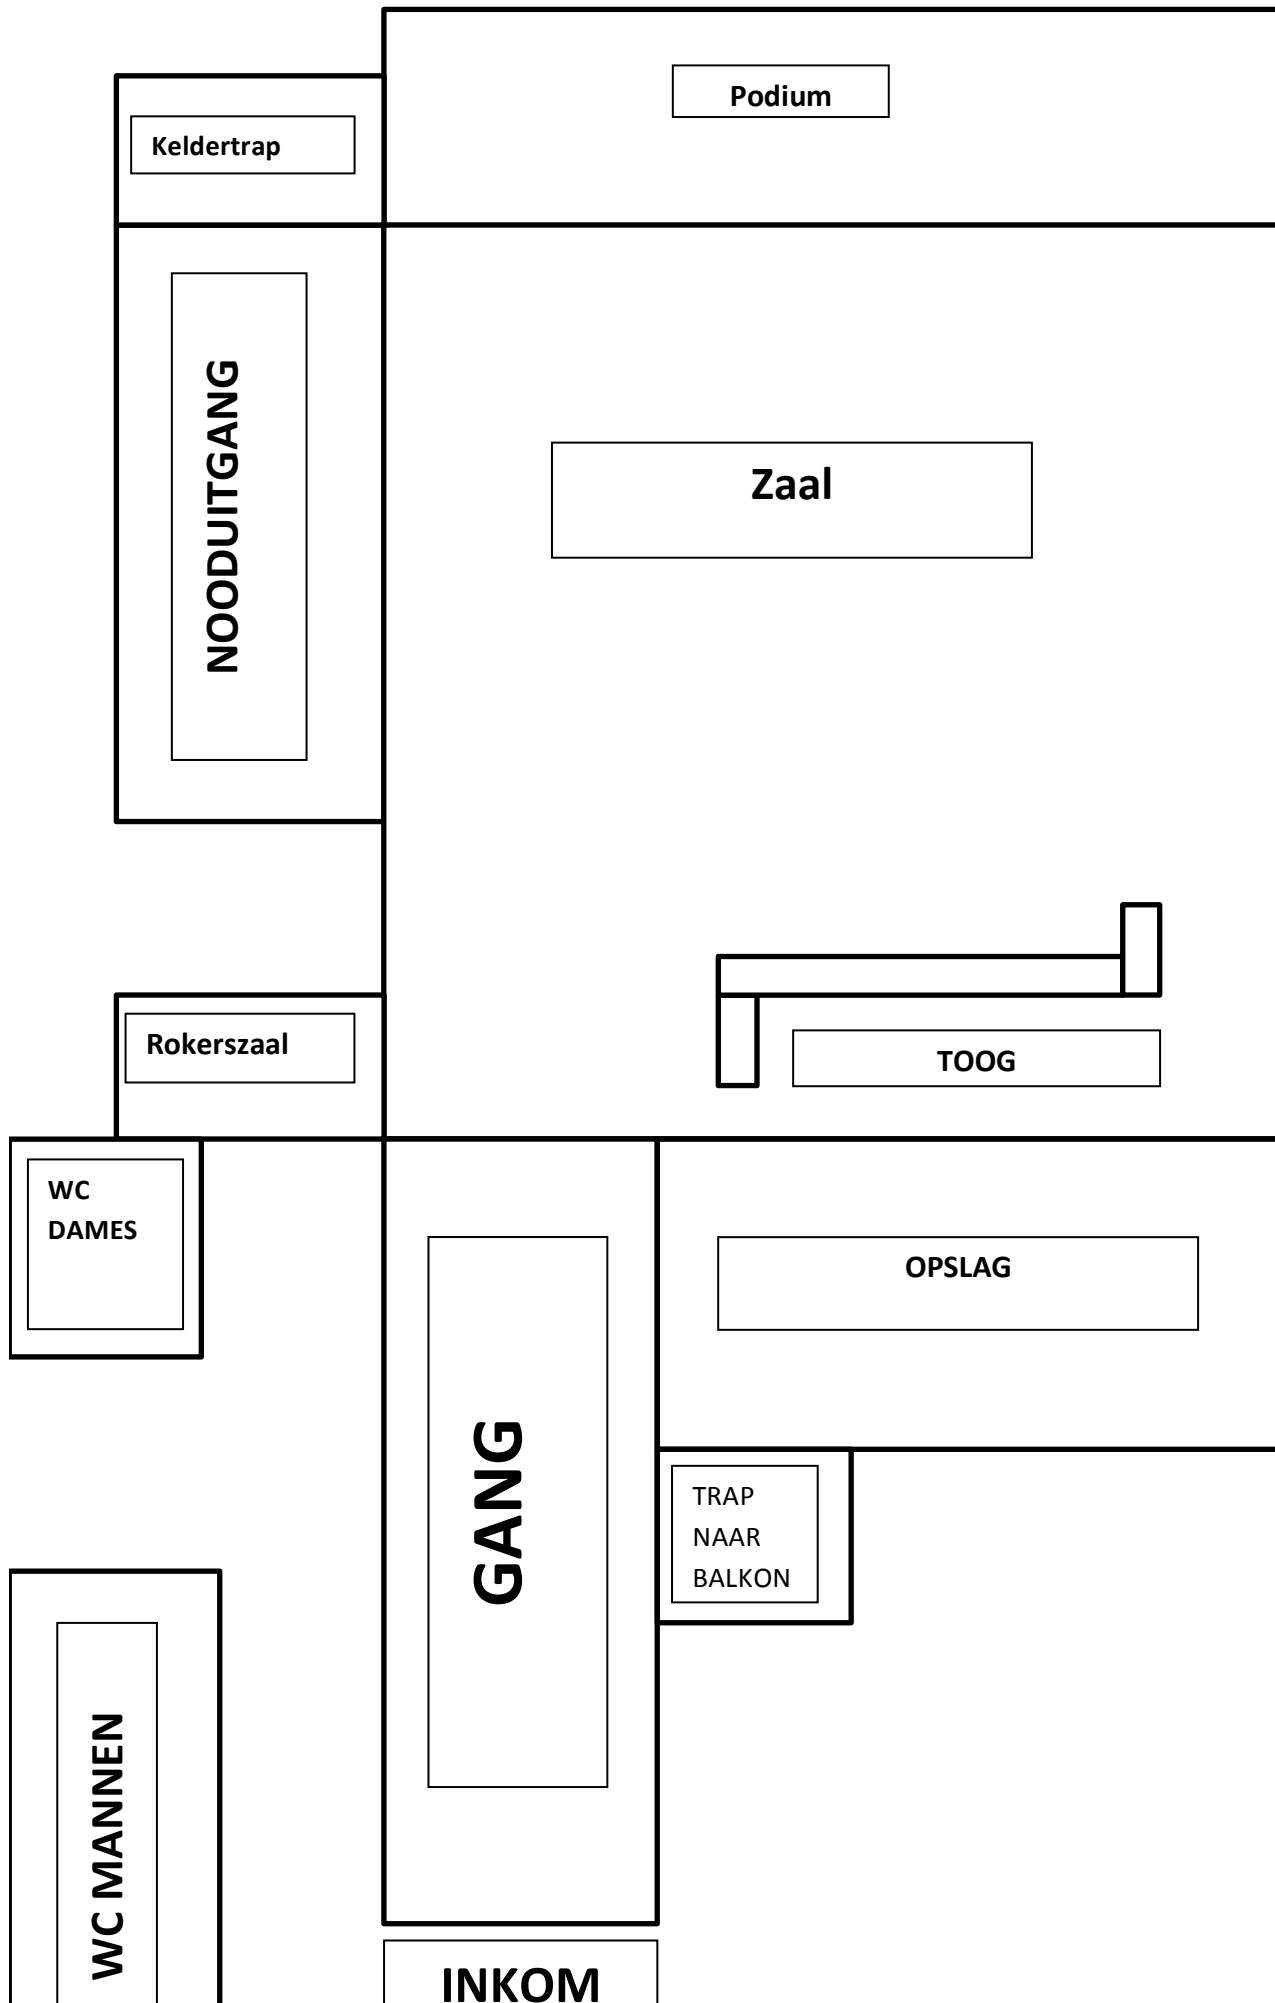 Podium
Keldertrap
NOODUITGANG
Zaal
Rokerszaal
TOOG
WC
DAMES
OPSLAG
GANG
TRAP
NAAR
BALKON
WC MANNEN
INKOM